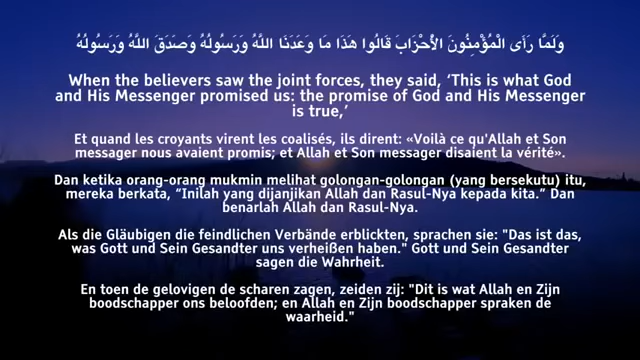 وَلَمَّا رَأَى الْمُؤْمِنُونَ الْأَحْزَابَ قَالُوا هَذَا مَا وَعَدَنَا اللَّهُ وَرَسُولُهُ وَصَدَقَ اللَّهُ وَرَسُولُهُ
When the believers saw the joint forces, they said, ‘This is what God
and His Messenger promised us: the promise of God and His Messenger
is true,’
Et quand les croyants virent les coalisés, ils dirent: «Voilà ce qu'Allah et Son
messager nous avaient promis; et Allah et Son messager disaient la vérité».
Dan ketika orang-orang mukmin melihat golongan-golongan (yang bersekutu) itu,
mereka berkata, “Inilah yang dijanjikan Allah dan Rasul-Nya kepada kita.” Dan
benarlah Allah dan Rasul-Nya.
Als die Gläubigen die feindlichen Verbände erblickten, sprachen sie: "Das ist das,
was Gott und Sein Gesandter uns verheißen haben." Gott und Sein Gesandter
sagen die Wahrheit.
En toen de gelovigen de scharen zagen, zeiden zij: "Dit is wat Allah en Zijn
boodschapper ons beloofden; en Allah en Zijn boodschapper spraken de
waarheid."